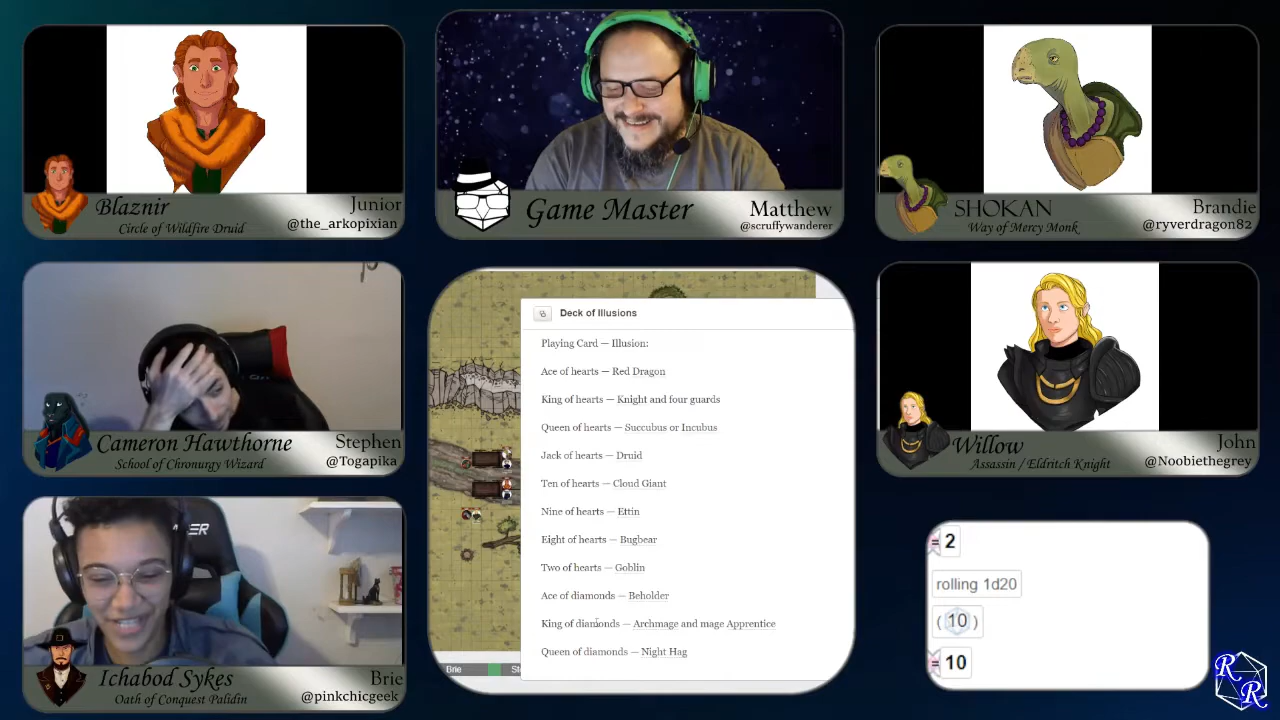 Blaznir
Junior
Circle of Wildfire Druid
@the_arkopixian
Game Master
Matthew
@scruffywanderer
SHOKAN
Brandie
Way of Mercy Monk
@ryverdragon82
Cameron Hawthorne
Stephen
School of Chronurgy Wizard
@Togapika
Deck of Illusions
Playing Card — Illusion:
Ace of hearts — Red Dragon
King of hearts — Knight and four guards
Queen of hearts — Succubus or Incubus
Jack of hearts — Druid
Ten of hearts — Cloud Giant
Nine of hearts — Ettin
Eight of hearts — Bugbear
Two of hearts — Goblin
Ace of diamonds — Beholder
King of diamonds — Archmage and mage Apprentice
Queen of diamonds — Night Hag
Brie
St
Willow
John
Assassin / Eldritch Knight
@Noobiethegrey
Ichabod Sykes
Brie
Oath of Conquest Palidin
@pinkchicgeek
= 2
rolling 1d20
( 10 )
= 10
R
R